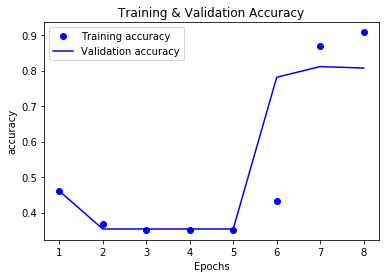 Training & Validation Accuracy
Training accuracy
Validation accuracy
accuracy
0.9
0.8
0.7
0.6
0.5
0.4
1 2 3 4 5 6 7 8
Epochs